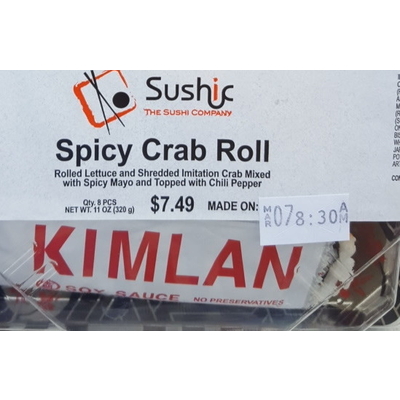 Sushic
THE SUSHI COMPANY
Spicy Crab Roll
Rolled Lettuce and Shredded Imitation Crab Mixed
with Spicy Mayo and Topped with Chili Pepper
Qty. 8 PCS
NET WT. 11 OZ (320 g)
$7.49
MADE ON:
MAR 07 8:30 AM
KIMLAN
SOY SAUCE
NO PRESERVATIVES